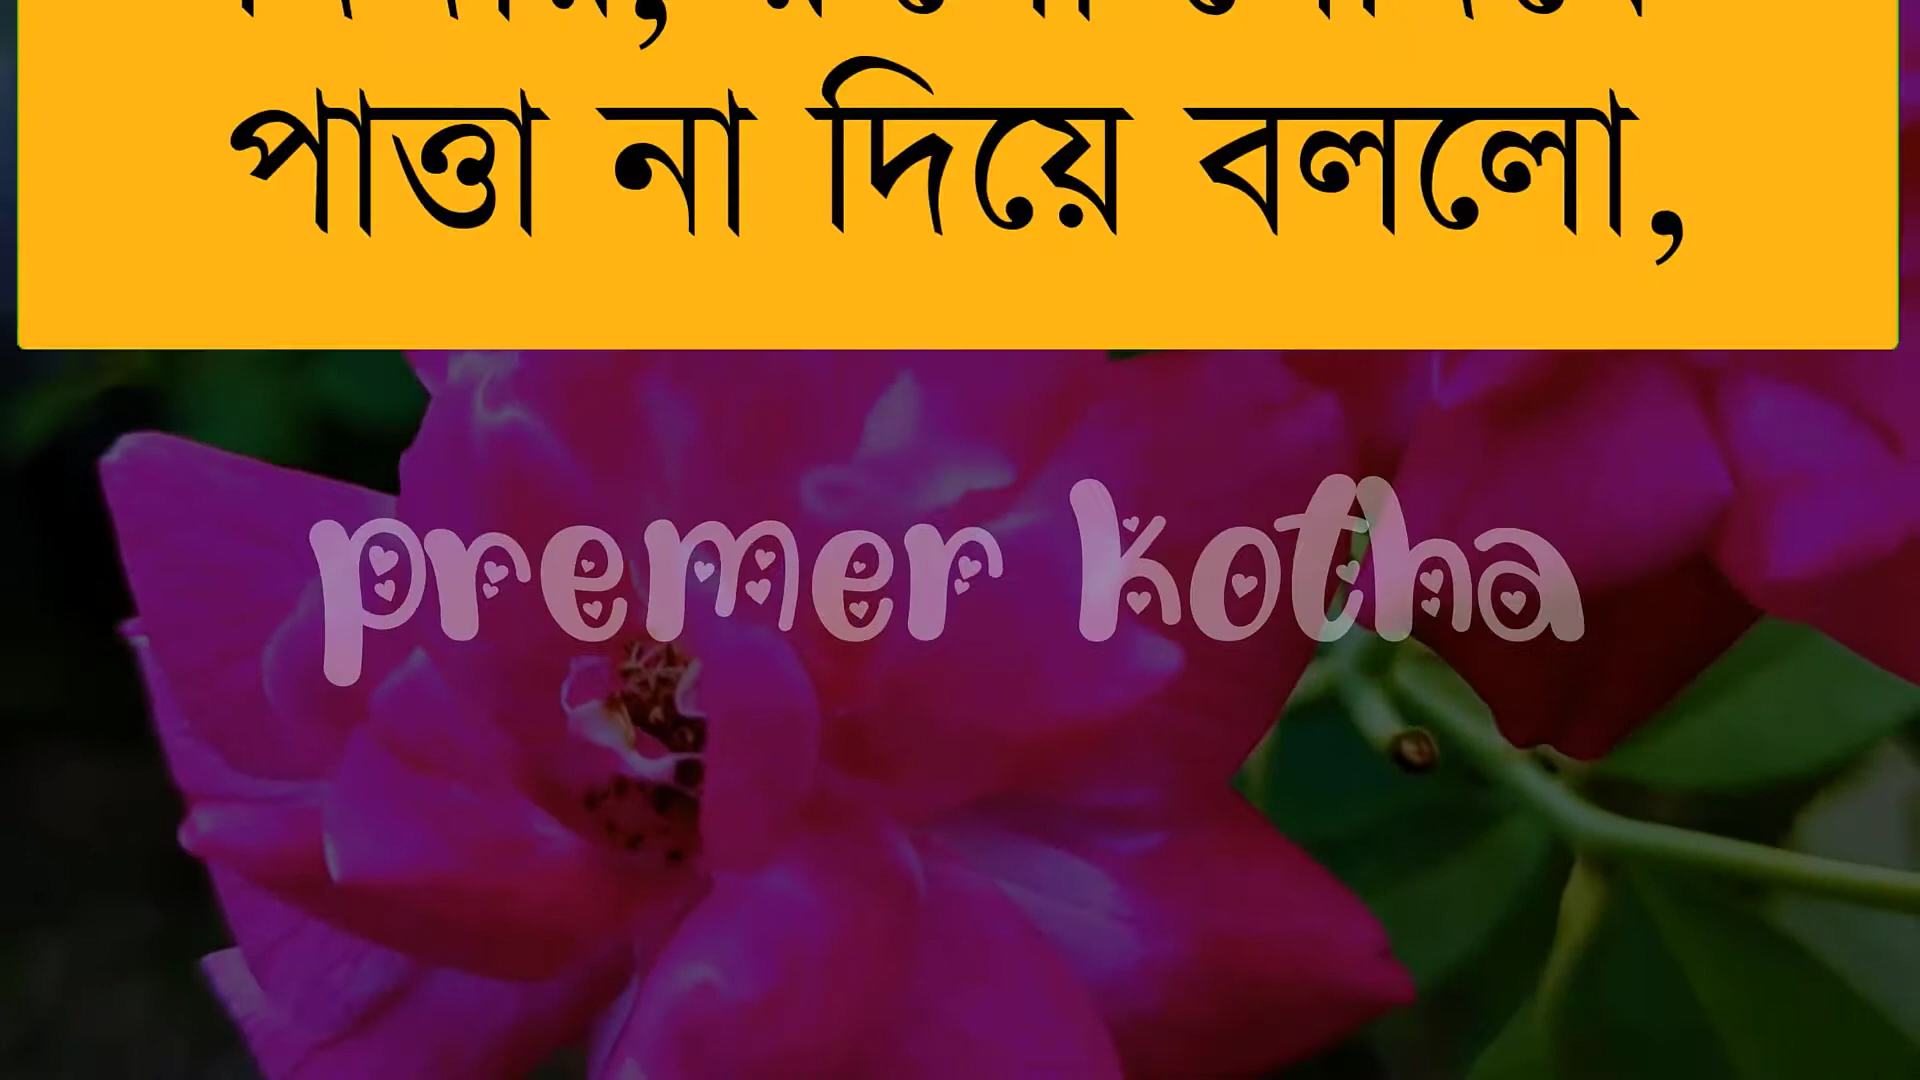 পাত্তা না দিয়ে বললো,
premer kotha